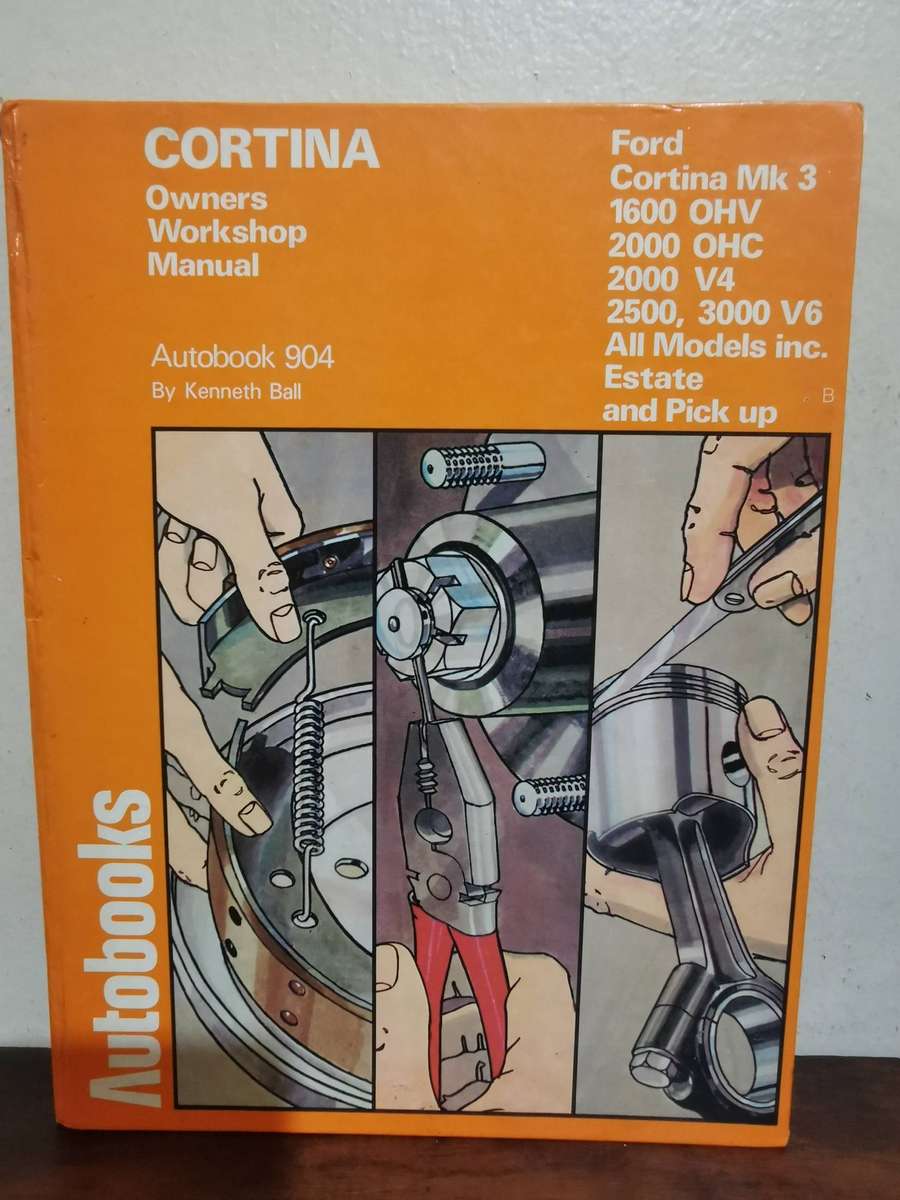 CORTINA
Owners
Workshop
Manual
Autobook 904
By Kenneth Ball
Ford
Cortina Mk 3
1600 OHV
2000 OHC
2000 V4
2500, 3000 V6
All Models inc.
Estate
and Pick up
B
Autobooks